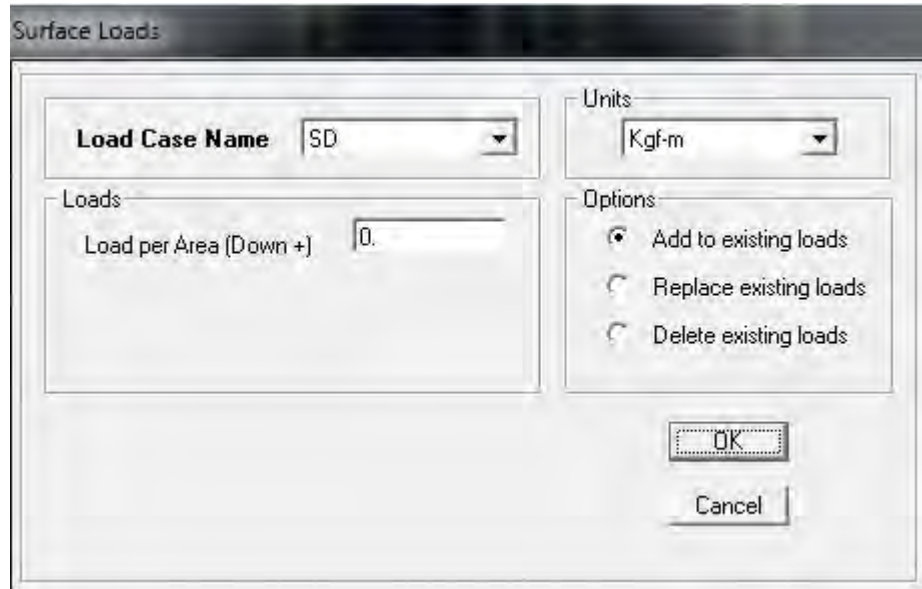 Surface Loads
Load Case Name SD
Units
Kgf-m
Loads
Load per Area (Down +) 0.
Options
Add to existing loads
Replace existing loads
Delete existing loads
OK
Cancel